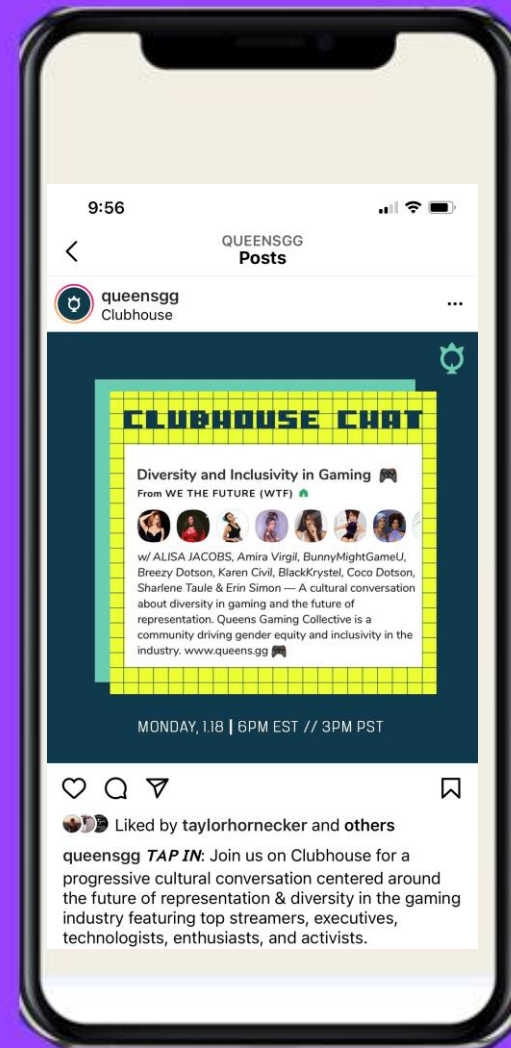 9:56
QUEENSGG
Posts
queensgg
Clubhouse
CLUBHOUSE CHAT
Diversity and Inclusivity in Gaming 🎮
From WE THE FUTURE (WTF)
w/ ALISA JACOBS, Amira Virgil, BunnyMightGameU,
Breezy Dotson, Karen Civil, BlackKrystel, Coco Dotson,
Sharlene Taule & Erin Simon — A cultural conversation
about diversity in gaming and the future of
representation. Queens Gaming Collective is a
community driving gender equity and inclusivity in the
industry. www.queens.gg 🎮
MONDAY, 1.18 | 6PM EST // 3PM PST
Liked by taylorhornecker and others
queensgg TAP IN: Join us on Clubhouse for a
progressive cultural conversation centered around
the future of representation & diversity in the gaming
industry featuring top streamers, executives,
technologists, enthusiasts, and activists.